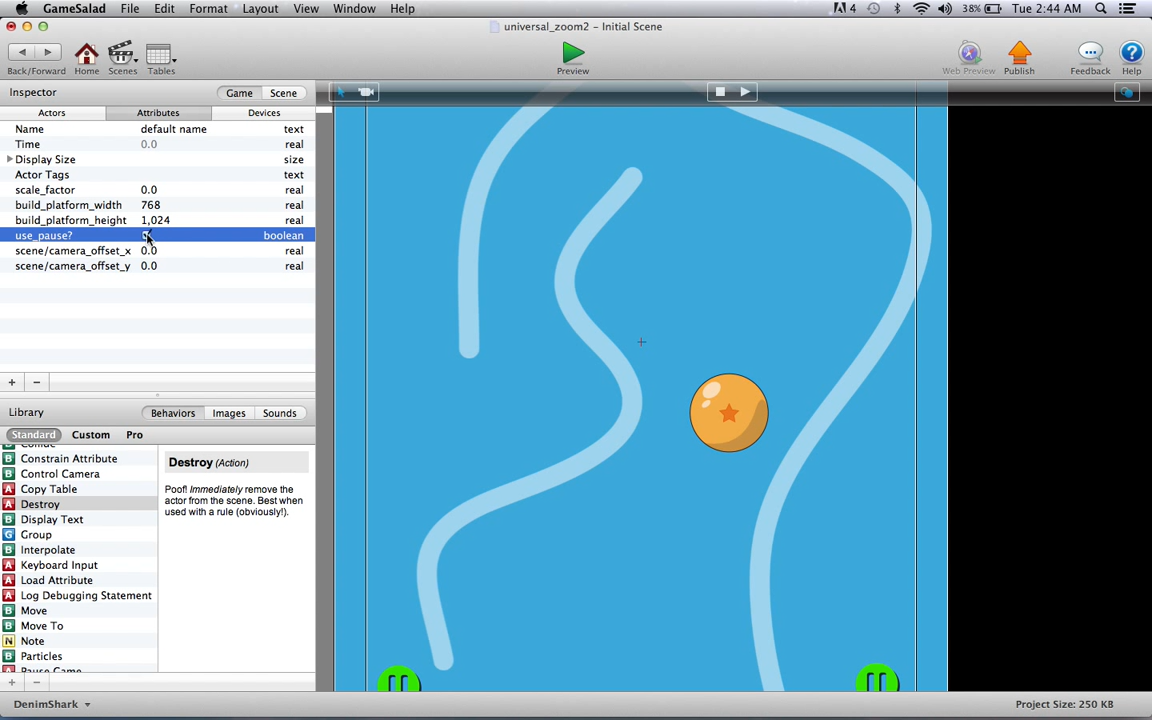 GameSalad File Edit Format Layout View Window Help 4 38% Tue 2:44 AM
universal_zoom2 – Initial Scene
Back/Forward Home Scenes Tables Preview Web Preview Publish Feedback Help
Inspector Game Scene
Actors Attributes Devices
Name default name text
Time 0.0 real
Display Size size
Actor Tags text
scale_factor 0.0 real
build_platform_width 768 real
build_platform_height 1,024 real
use_pause? boolean
scene/camera_offset_x 0.0 real
scene/camera_offset_y 0.0 real
Library Behaviors Images Sounds
Standard Custom Pro
Collide
A Constrain Attribute
B Control Camera
A Copy Table
A Destroy
B Display Text
G Group
B Interpolate
A Keyboard Input
A Load Attribute
A Log Debugging Statement
B Move
B Move To
N Note
B Particles
Pause Game
Destroy (Action)
Poof! Immediately remove the
actor from the scene. Best when
used with a rule (obviously!).
DenimShark Project Size: 250 KB